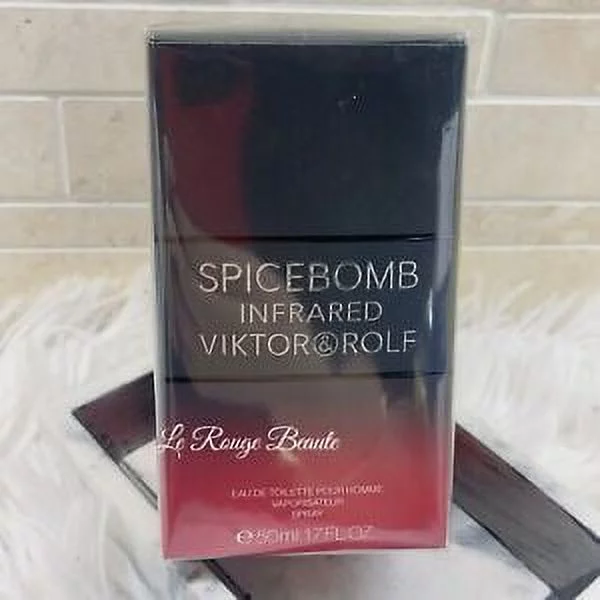 SPICEBOMB
INFRARED
VIKTOR&ROLF
Le Rouge Beaute
EAU DE TOILETTE POUR HOMME
VAPORISATEUR
SPRAY
℮50ml 1.7FL.OZ